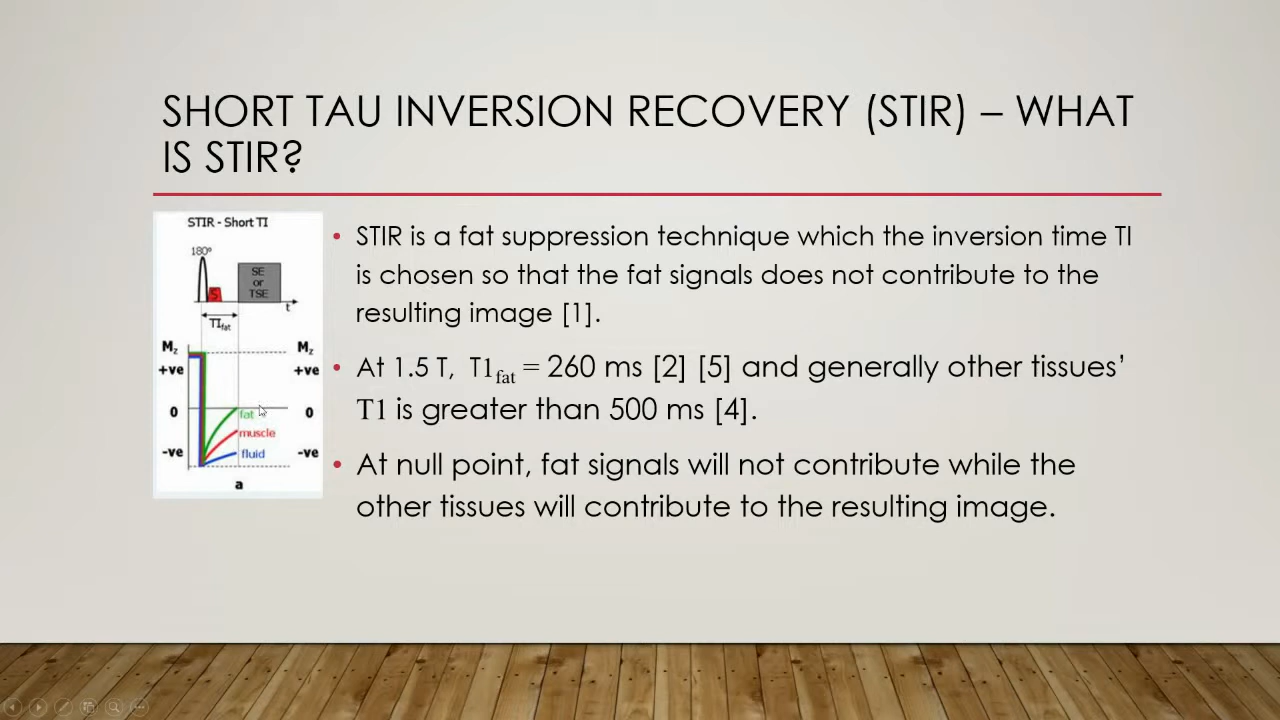 SHORT TAU INVERSION RECOVERY (STIR) – WHAT
IS STIR?
STIR - Short TI
180°
S
SE
or
TSE
t
TIfat
Mz
Mz
+ve
+ve
0
0
fat
muscle
-ve
-ve
fluid
a
• STIR is a fat suppression technique which the inversion time TI
is chosen so that the fat signals does not contribute to the
resulting image [1].
• At 1.5 T, T1fat = 260 ms [2] [5] and generally other tissues’
T1 is greater than 500 ms [4].
• At null point, fat signals will not contribute while the
other tissues will contribute to the resulting image.